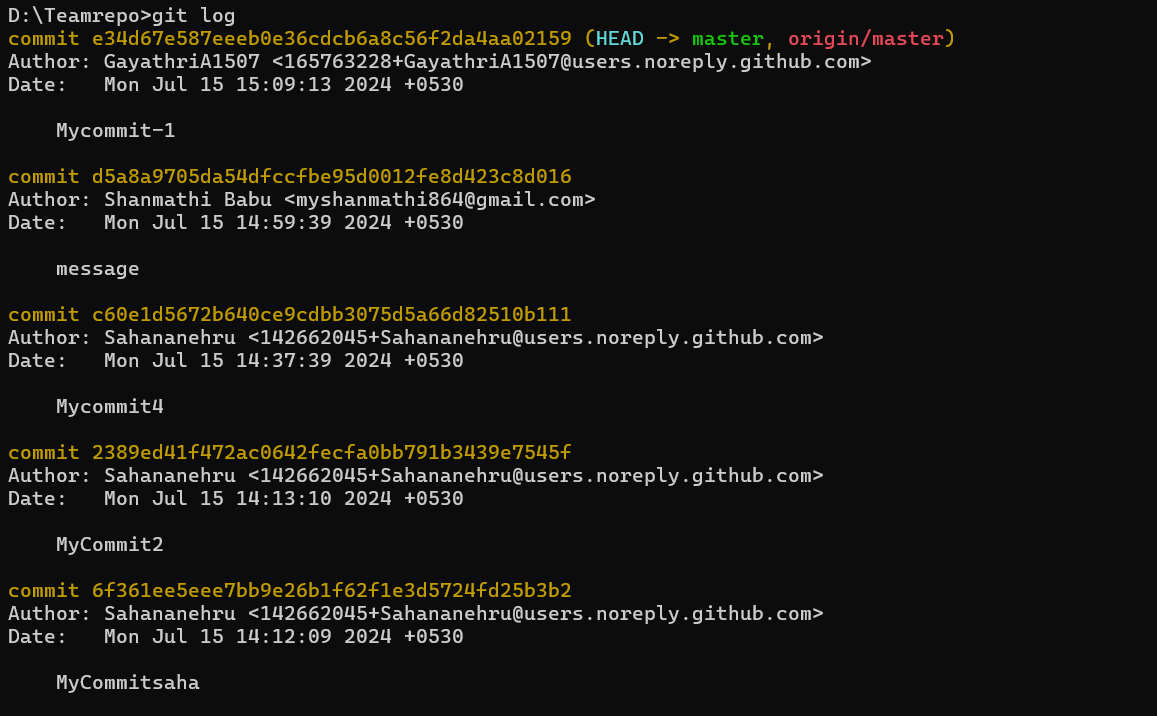 D:\Teamrepo>git log
commit e34d67e587eeeb0e36cdcb6a8c56f2da4aa02159 (HEAD -> master, origin/master)
Author: GayathriA1507 <165763228+GayathriA1507@users.noreply.github.com>
Date:   Mon Jul 15 15:09:13 2024 +0530
    Mycommit-1
commit d5a8a9705da54dfccfbe95d0012fe8d423c8d016
Author: Shanmathi Babu <myshanmathi864@gmail.com>
Date:   Mon Jul 15 14:59:39 2024 +0530
    message
commit c60e1d5672b640ce9cdbb3075d5a66d82510b111
Author: Sahananehru <142662045+Sahananehru@users.noreply.github.com>
Date:   Mon Jul 15 14:37:39 2024 +0530
    Mycommit4
commit 2389ed41f472ac0642fecfa0bb791b3439e7545f
Author: Sahananehru <142662045+Sahananehru@users.noreply.github.com>
Date:   Mon Jul 15 14:13:10 2024 +0530
    MyCommit2
commit 6f361ee5eee7bb9e26b1f62f1e3d5724fd25b3b2
Author: Sahananehru <142662045+Sahananehru@users.noreply.github.com>
Date:   Mon Jul 15 14:12:09 2024 +0530
    MyCommitsaha